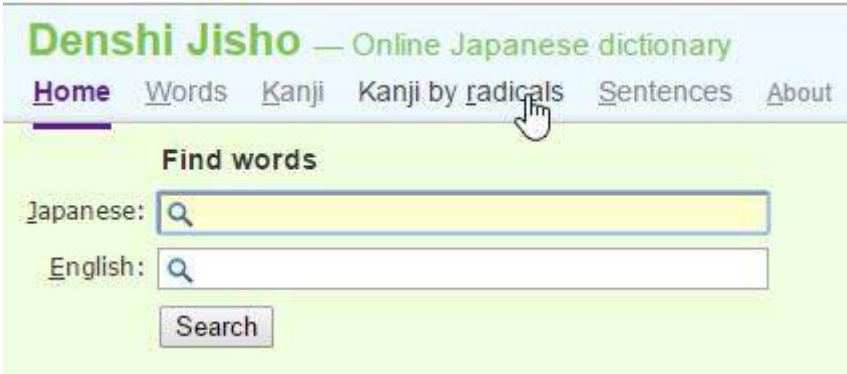 Denshi Jisho — Online Japanese dictionary
Home Words Kanji Kanji by radicals Sentences About
Find words
Japanese:
English:
Search